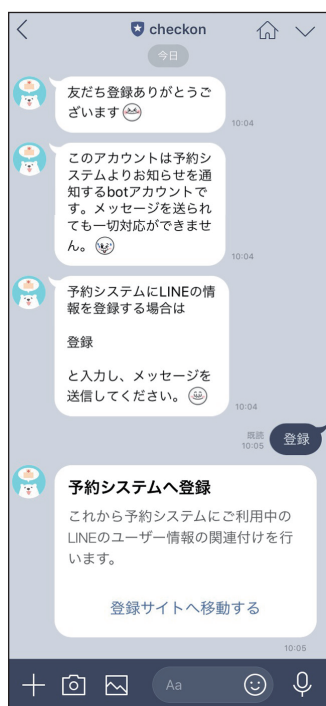 checkon
今日
友だち登録ありがとうご
ざいます
10:04
このアカウントは予約シ
ステムよりお知らせを通
知するbotアカウントで
す。メッセージを送られ
ても一切対応ができませ
ん。
10:04
予約システムにLINEの情
報を登録する場合は
登録
と入力し、メッセージを
送信してください。
10:04
既読
10:05
登録
予約システムへ登録
これから予約システムにご利用中の
LINEのユーザー情報の関連付けを行
います。
登録サイトへ移動する
10:05
Aa